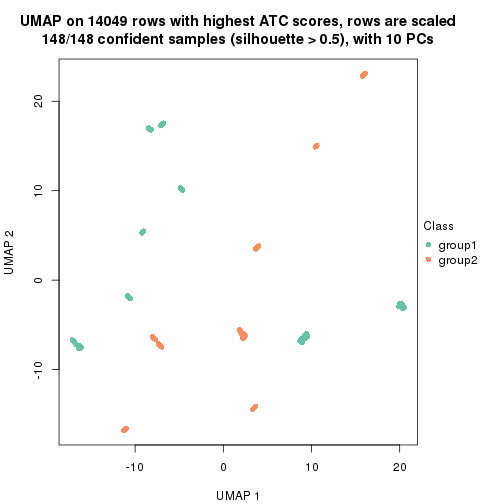 UMAP on 14049 rows with highest ATC scores, rows are scaled
148/148 confident samples (silhouette > 0.5), with 10 PCs
20
10
0
-10
UMAP 2
Class
group1
group2
-10
0
10
20
UMAP 1